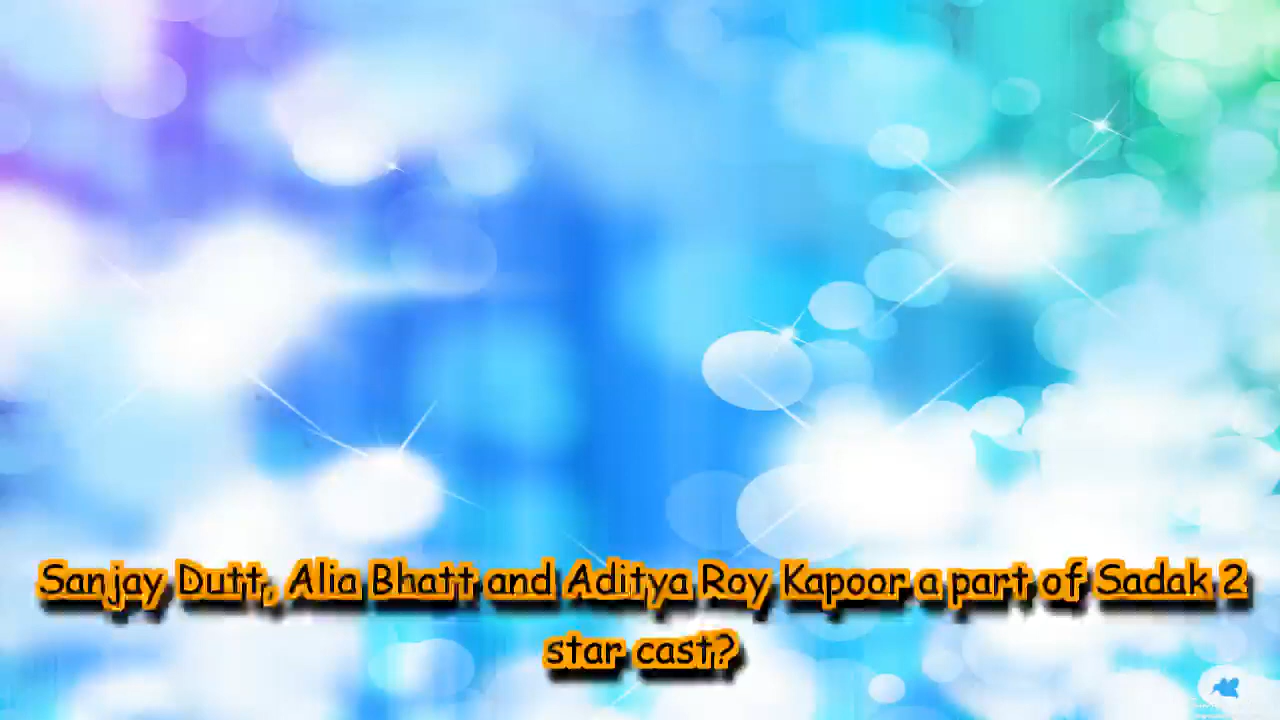 Sanjay Dutt, Alia Bhatt and Aditya Roy Kapoor a part of Sadak 2
star cast?